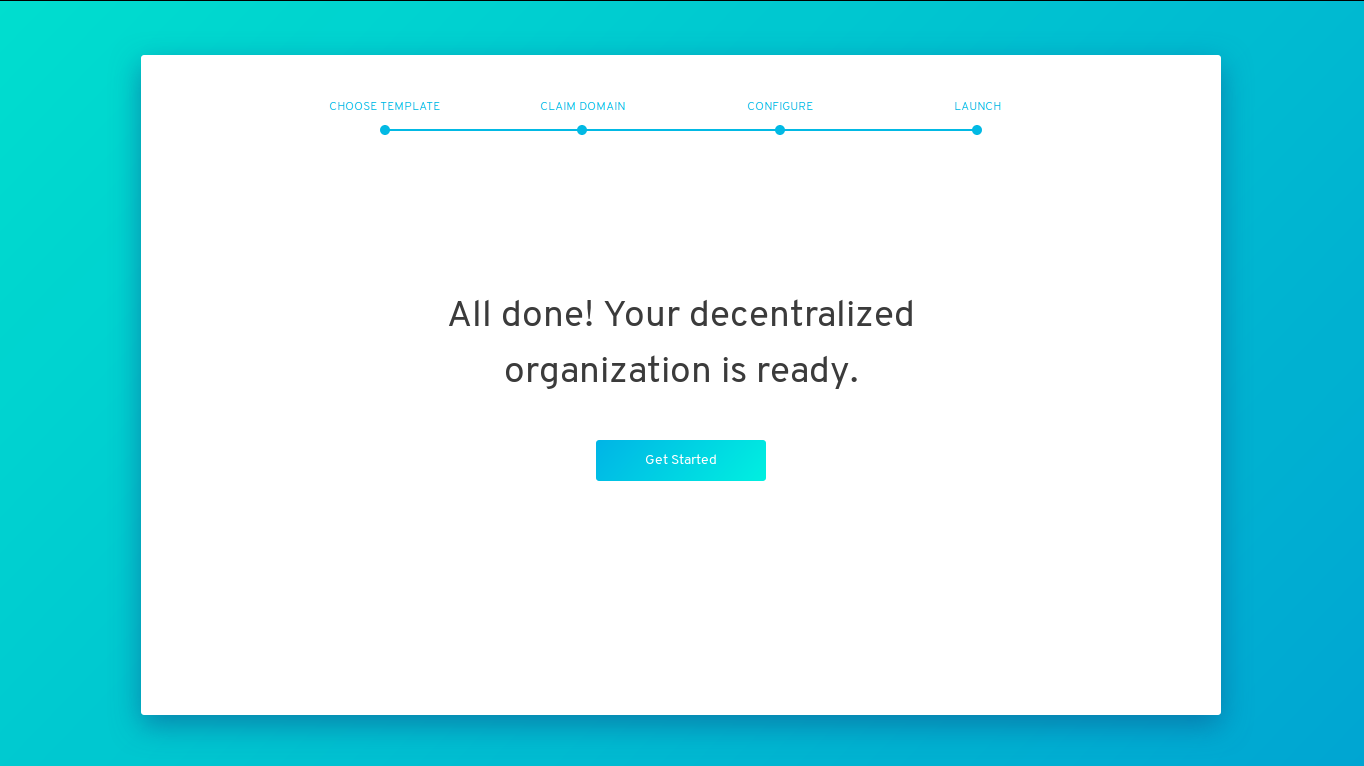 CHOOSE TEMPLATE CLAIM DOMAIN CONFIGURE LAUNCH
All done! Your decentralized
organization is ready.
Get Started